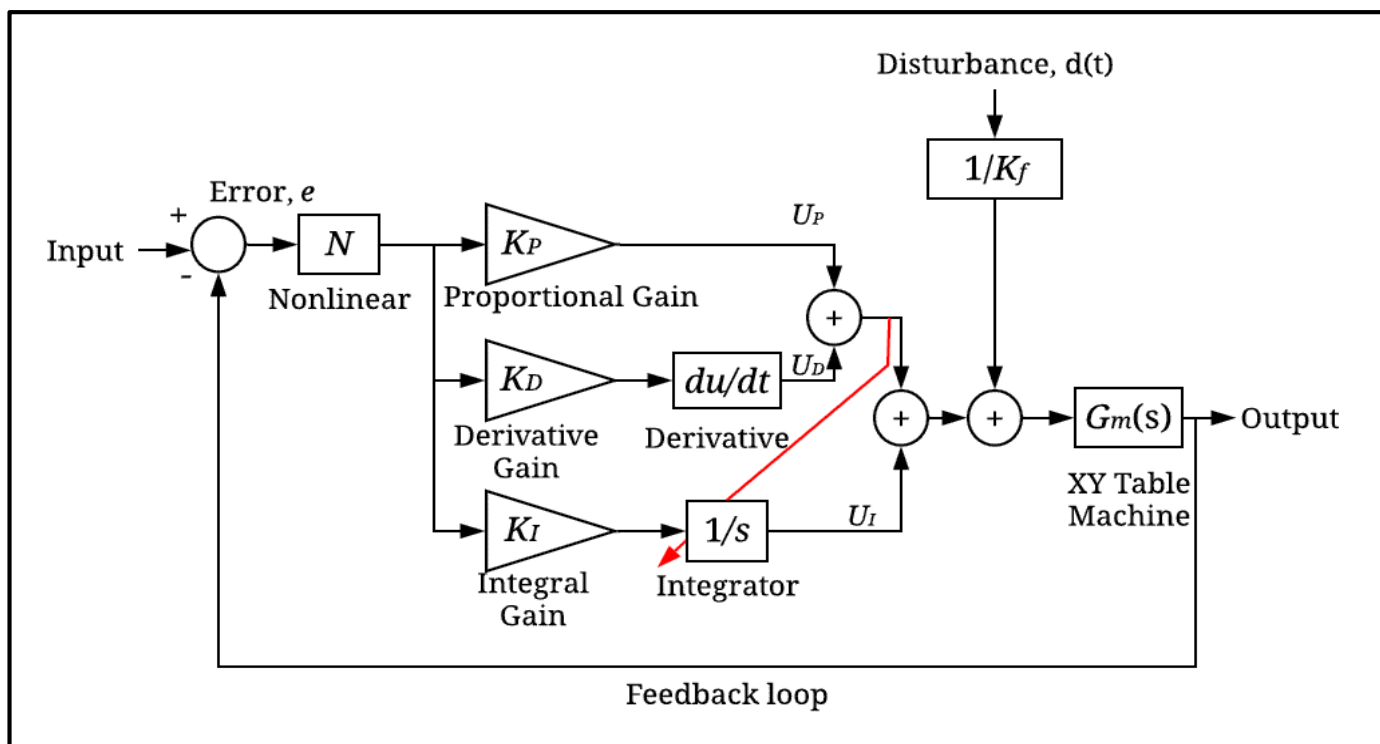 Disturbance, d(t)
1/Kf
Error, e
+
Input
-
N
Nonlinear
KP
Proportional Gain
UP
+
KD
Derivative
Gain
du/dt
Derivative
UD
+
+
Gm(s)
Output
XY Table
Machine
KI
Integral
Gain
1/s
Integrator
UI
Feedback loop